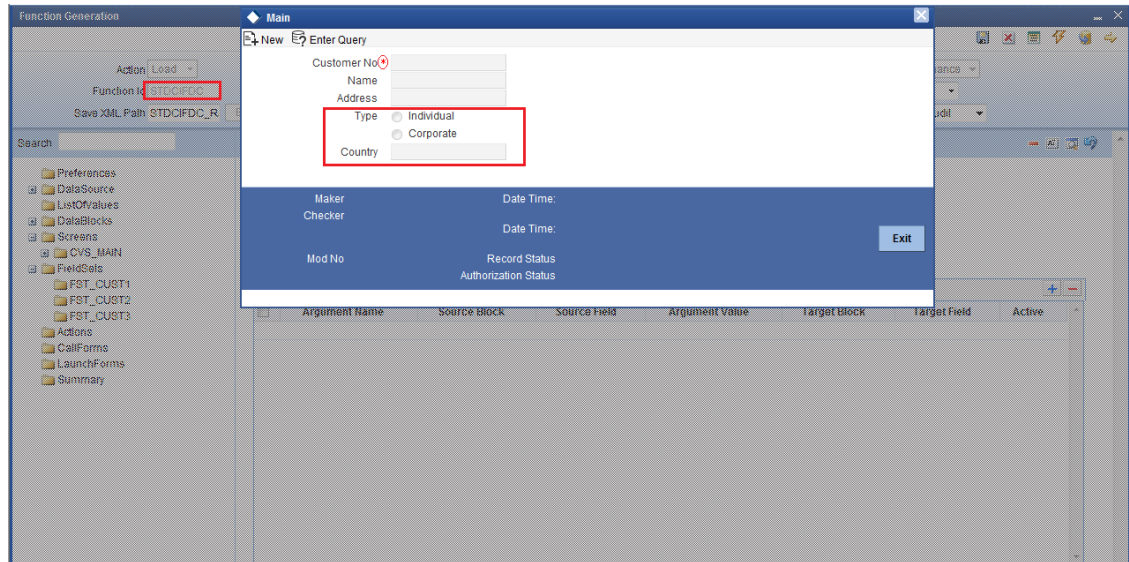 Function Generation
Main
New Enter Query
Customer No
Name
Address
Type Individual
Corporate
Country
Action Load
Function Id STDCIFDC
Save XML Path STDCIFDC_R
Search
Preferences
DataSource
ListOfValues
DataBlocks
Screens
CVS_MAIN
FieldSets
FST_CUST1
FST_CUST2
FST_CUST3
Actions
CallForms
LaunchForms
Summary
Maker Date Time:
Checker
Date Time:
Exit
Mod No Record Status
Authorization Status
Argument Name Source Block Source Field Argument Value Target Block Target Field Active